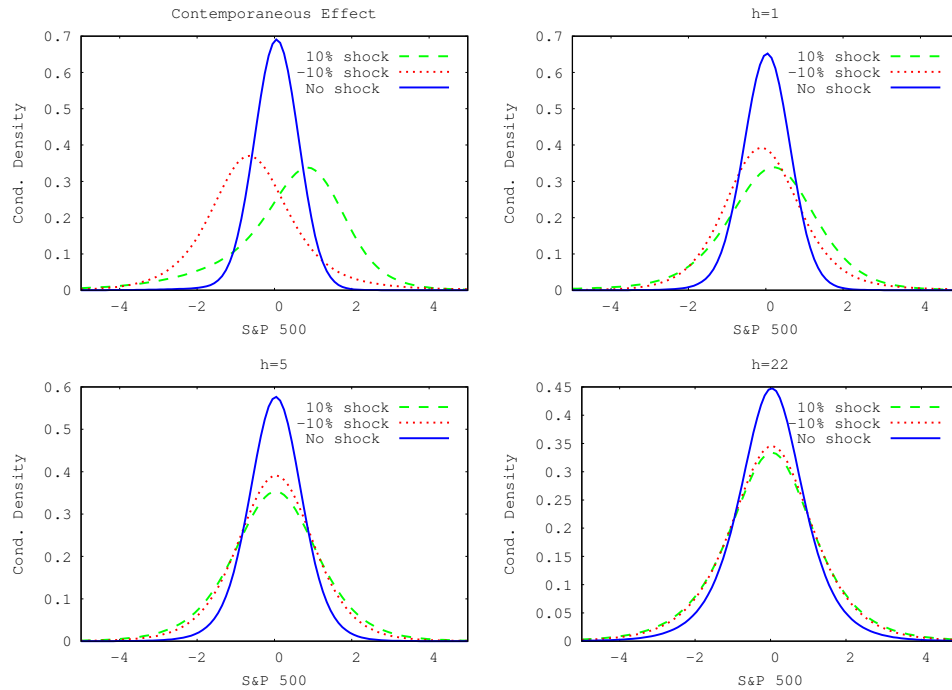 Contemporaneous Effect
0.7
0.6
0.5
0.4
0.3
0.2
0.1
0
Cond. Density
10% shock
-10% shock
No shock
-4 -2 0 2 4
S&P 500
h=1
0.7
0.6
0.5
0.4
0.3
0.2
0.1
0
Cond. Density
10% shock
-10% shock
No shock
-4 -2 0 2 4
S&P 500
h=5
0.6
0.5
0.4
0.3
0.2
0.1
0
Cond. Density
10% shock
-10% shock
No shock
-4 -2 0 2 4
S&P 500
h=22
0.45
0.4
0.35
0.3
0.25
0.2
0.15
0.1
0.05
0
Cond. Density
10% shock
-10% shock
No shock
-4 -2 0 2 4
S&P 500